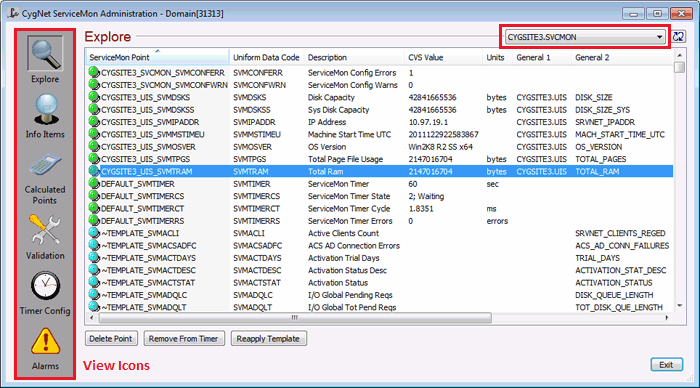 CygNet ServiceMon Administration - Domain[31313]
Explore
CYGSITE3.SVCMON
Explore
Info Items
Calculated Points
Validation
Timer Config
Alarms
ServiceMon Point Uniform Data Code Description CVS Value Units General 1 General 2
CYGSITE3_SVCMON_SVMCONFERR SVMCONFERR ServiceMon Config Errors 1
CYGSITE3_SVCMON_SVMCONFWRN SVMCONFWRN ServiceMon Config Warns 0
CYGSITE3_UIS_SVMDSKS SVMDSKS Disk Capacity 42841665536 bytes CYGSITE3.UIS DISK_SIZE
CYGSITE3_UIS_SVMDSKSS SVMDSKSS Sys Disk Capacity 42841665536 bytes CYGSITE3.UIS DISK_SIZE_SYS
CYGSITE3_UIS_SVMIPADDR SVMIPADDR IP Address 10.97.19.1 CYGSITE3.UIS SRVNET_IPADDR
CYGSITE3_UIS_SVMMSTIMEU SVMMSTIMEU Machine Start Time UTC 20111222922583867 CYGSITE3.UIS MACH_START_TIME_UTC
CYGSITE3_UIS_SVMOSVER SVMOSVER OS Version Win2K8 R2 SS x64 CYGSITE3.UIS OS_VERSION
CYGSITE3_UIS_SVMTPGS SVMTPGS Total Page File Usage 2147016704 bytes CYGSITE3.UIS TOTAL_PAGES
CYGSITE3_UIS_SVMTRAM SVMTRAM Total Ram 2147016704 bytes CYGSITE3.UIS TOTAL_RAM
DEFAULT_SVMTIMER SVMTIMER ServiceMon Timer 60 sec
DEFAULT_SVMTIMERCS SVMTIMERCS ServiceMon Timer State 2; Waiting
DEFAULT_SVMTIMERCT SVMTIMERCT ServiceMon Timer Cycle Time 1.8351 ms
DEFAULT_SVMTIMERRS SVMTIMERRS ServiceMon Timer Errors 0 errors
~TEMPLATE_SVMACLI SVMACLI Active Clients Count SRVNET_CLIENTS_REGED
~TEMPLATE_SVMACSADFC SVMACSADFC ACS AD Connection Errors ACS_AD_CONN_FAILURES
~TEMPLATE_SVMACTDAYS SVMACTDAYS Activation Trial Days TRIAL_DAYS
~TEMPLATE_SVMACTDESC SVMACTDESC Activation Status Desc ACTIVATION_STAT_DESC
~TEMPLATE_SVMACTSTAT SVMACTSTAT Activation Status ACTIVATION_STATUS
~TEMPLATE_SVMADQLC SVMADQLC I/O Global Pending Reqs DISK_QUEUE_LENGTH
~TEMPLATE_SVMADQLT SVMADQLT I/O Global Tot Pend Reqs TOT_DISK_QUE_LENGTH
Delete Point
Remove From Timer
Reapply Template
View Icons
Exit